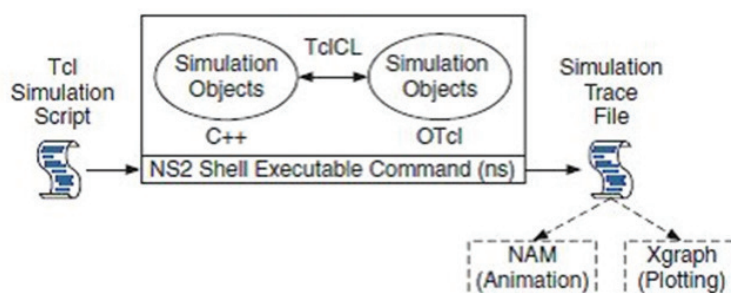 Tcl
Simulation
Script
Simulation
Objects
TclCL
Simulation
Objects
C++
OTcl
NS2 Shell Executable Command (ns)
Simulation
Trace
File
NAM
(Animation)
Xgraph
(Plotting)